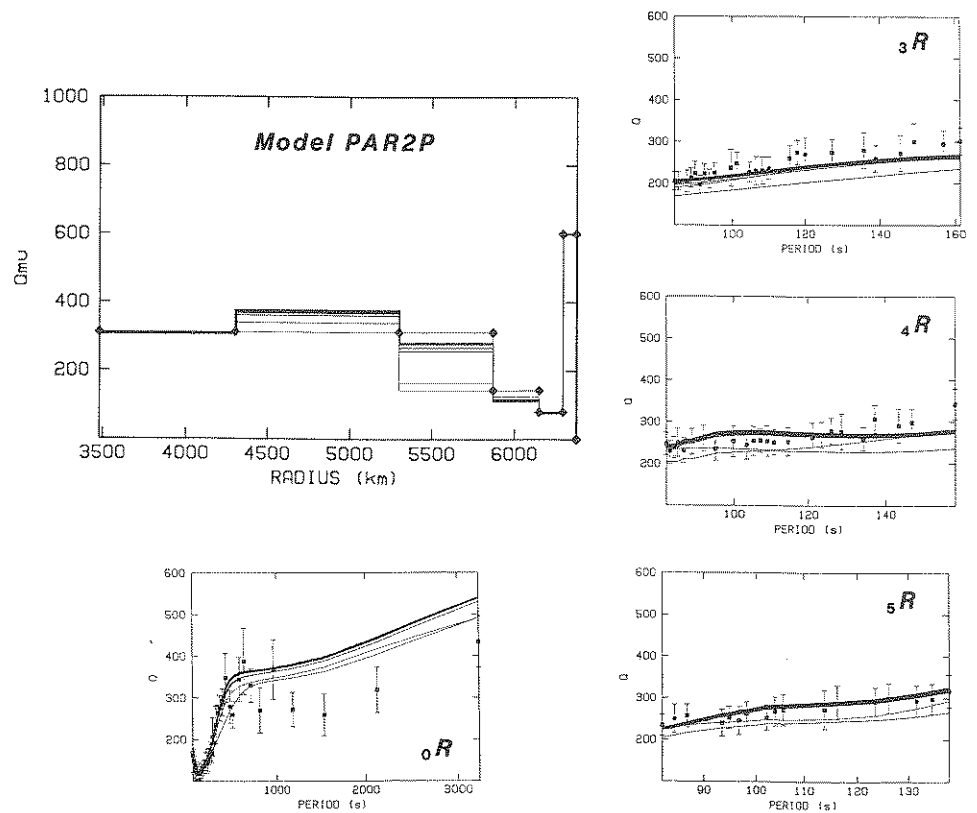 1000
800
600
400
200
Qmu
Model PAR2P
3500 4000 4500 5000 5500 6000
RADIUS (km)
600
500
400
300
200
Q
3R
100 120 140 160
PERIOD (s)
600
500
400
300
200
Q
4R
100 120 140
PERIOD (s)
600
500
400
300
200
Q
0R
1000 2000 3000
PERIOD (s)
600
500
400
300
200
Q
5R
90 100 110 120 130
PERIOD (s)